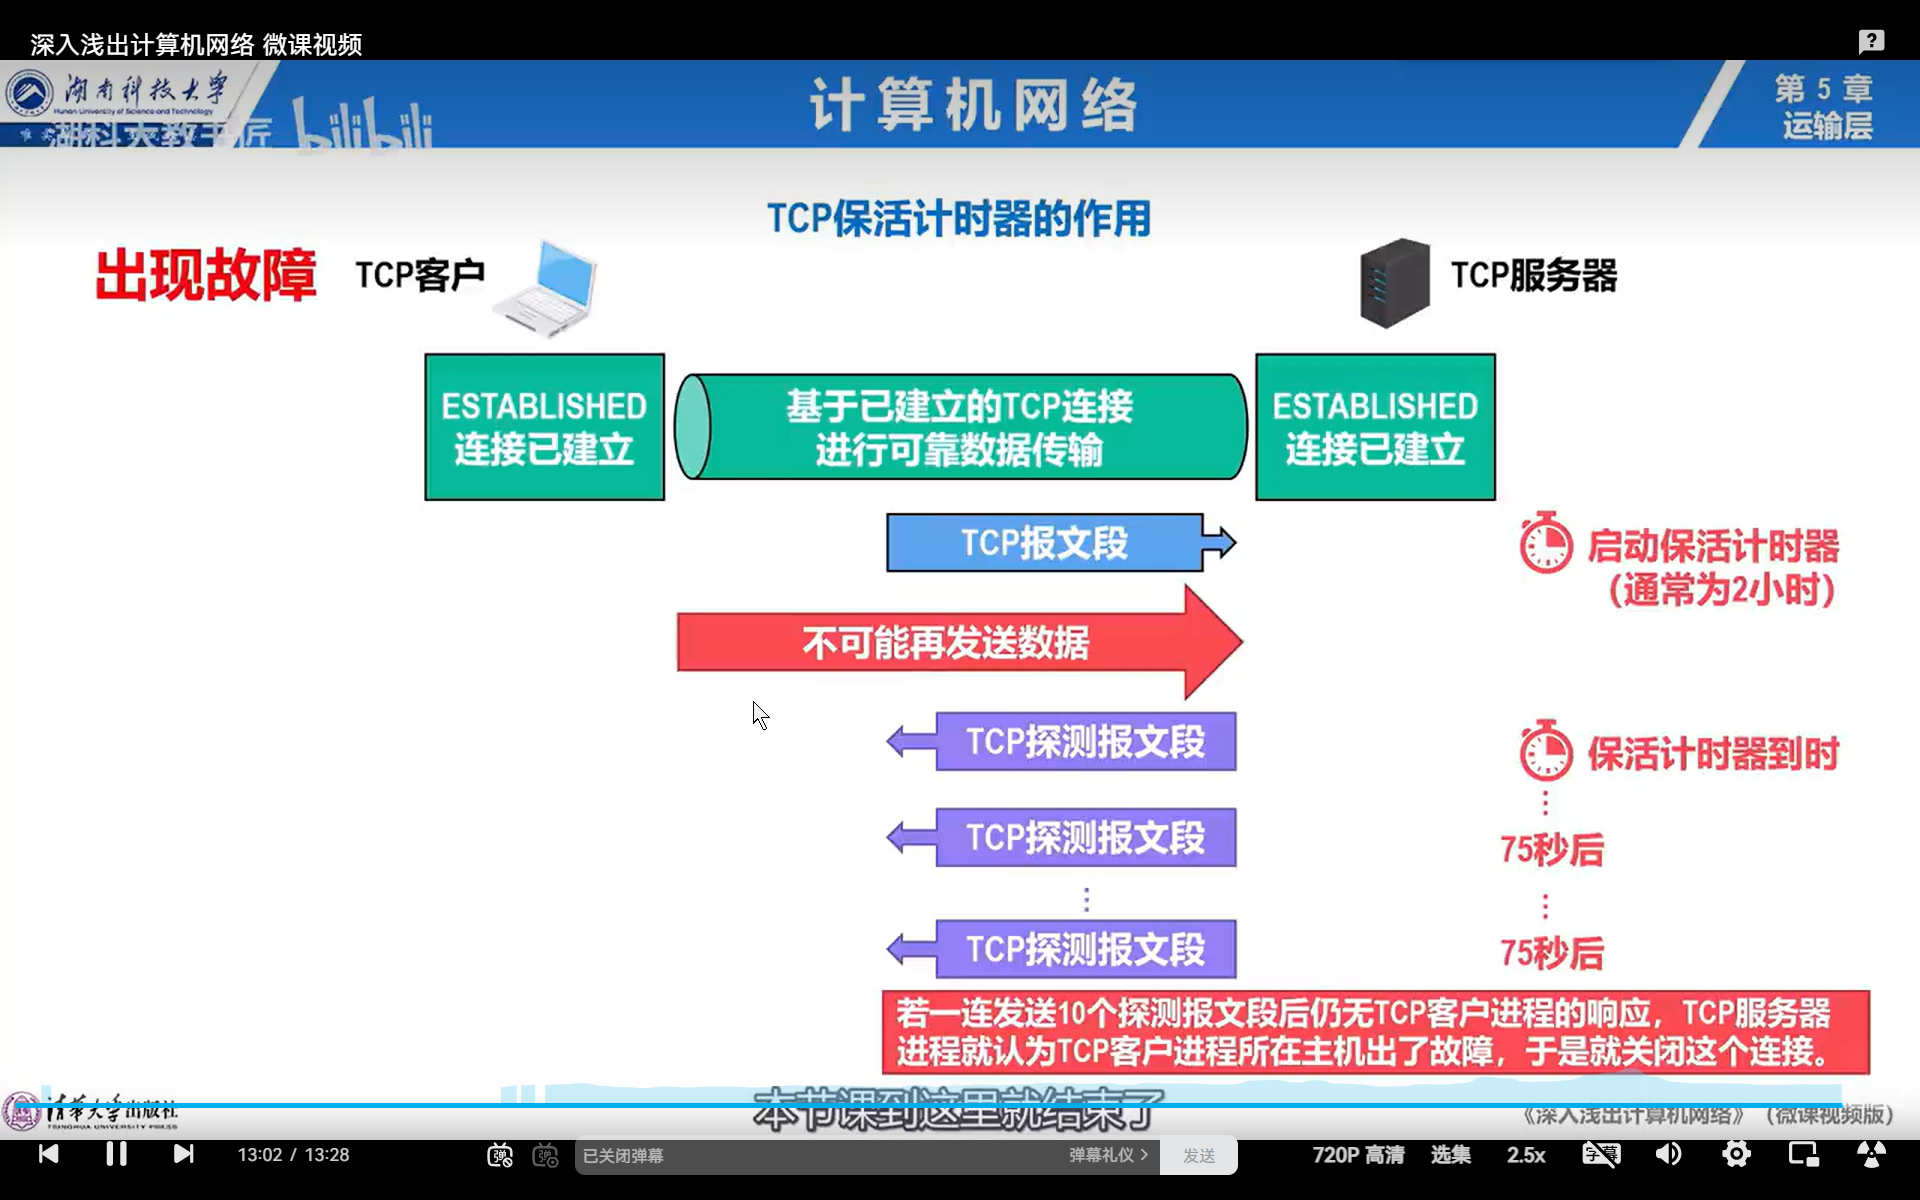 深入浅出计算机网络 微课视频
湖南科技大学
Hunan University of Science and Technology
湖科大教书匠 bilibili
计算机网络
第 5 章
运输层
TCP保活计时器的作用
出现故障
TCP客户
TCP服务器
ESTABLISHED
连接已建立
基于已建立的TCP连接
进行可靠数据传输
ESTABLISHED
连接已建立
TCP报文段
启动保活计时器
(通常为2小时)
不可能再发送数据
TCP探测报文段
保活计时器到时
TCP探测报文段
75秒后
TCP探测报文段
75秒后
若一连发送10个探测报文段后仍无TCP客户进程的响应，TCP服务器
进程就认为TCP客户进程所在主机出了故障，于是就关闭这个连接。
清华大学出版社
TSINGHUA UNIVERSITY PRESS
本节课到这里就结束了
《深入浅出计算机网络》（微课视频版）
13:02 / 13:28
弹
弹
已关闭弹幕
弹幕礼仪 >
发送
720P 高清
选集
2.5x
字幕